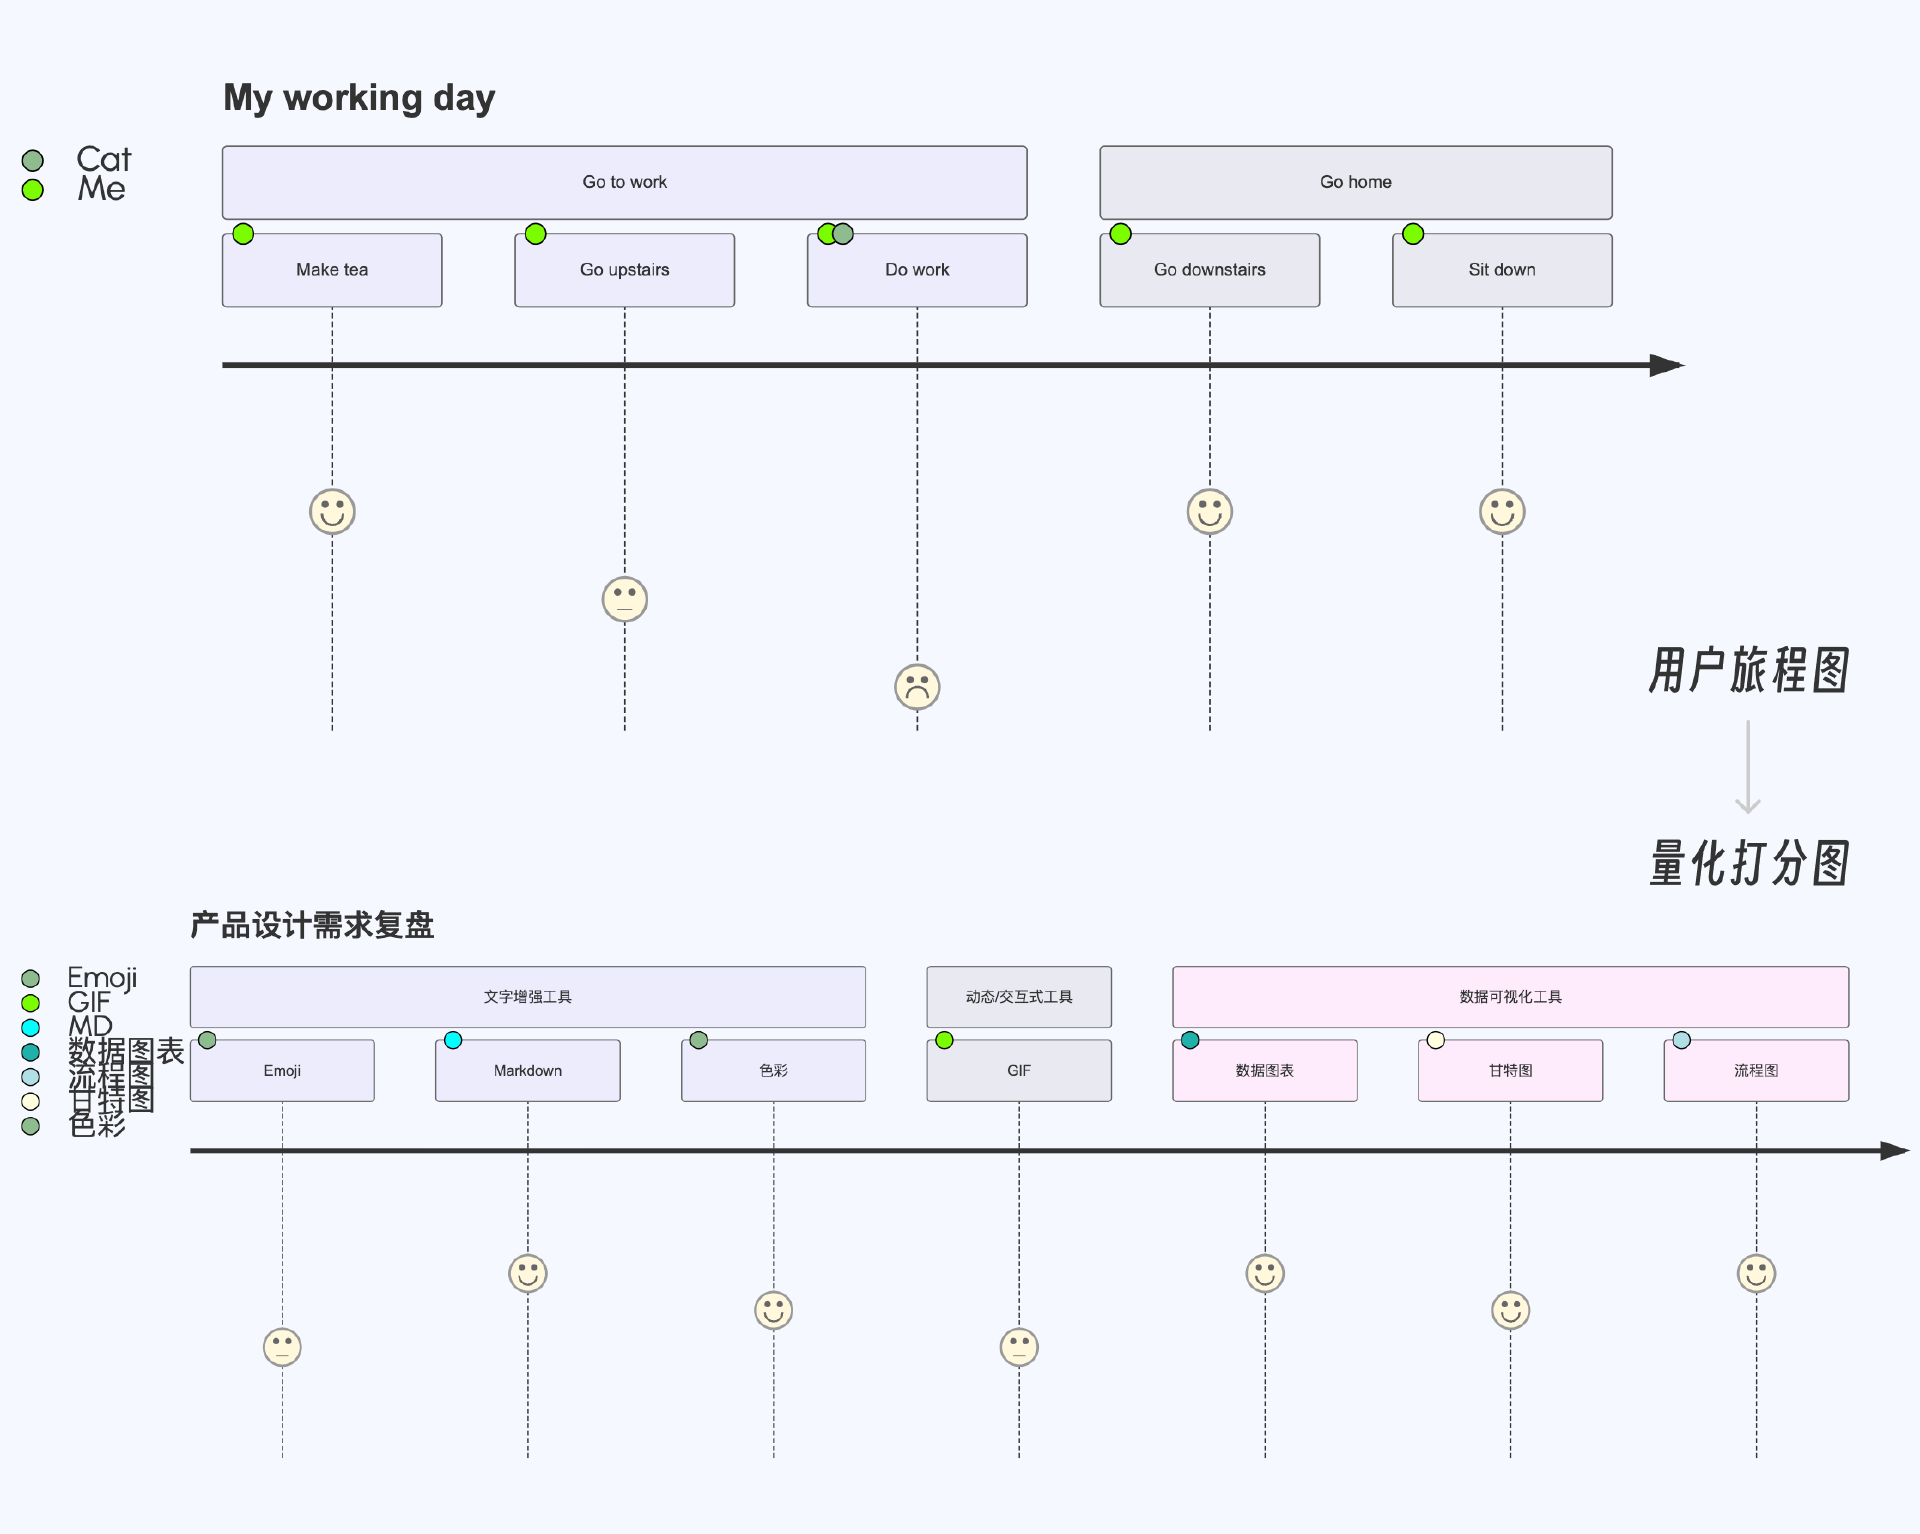 My working day
Cat
Me
Go to work
Go home
Make tea
Go upstairs
Do work
Go downstairs
Sit down
用户旅程图
量化打分图
产品设计需求复盘
Emoji
GIF
MD
数据图表
流程图
甘特图
色彩
文字增强工具
动态/交互式工具
数据可视化工具
Emoji
Markdown
色彩
GIF
数据图表
甘特图
流程图